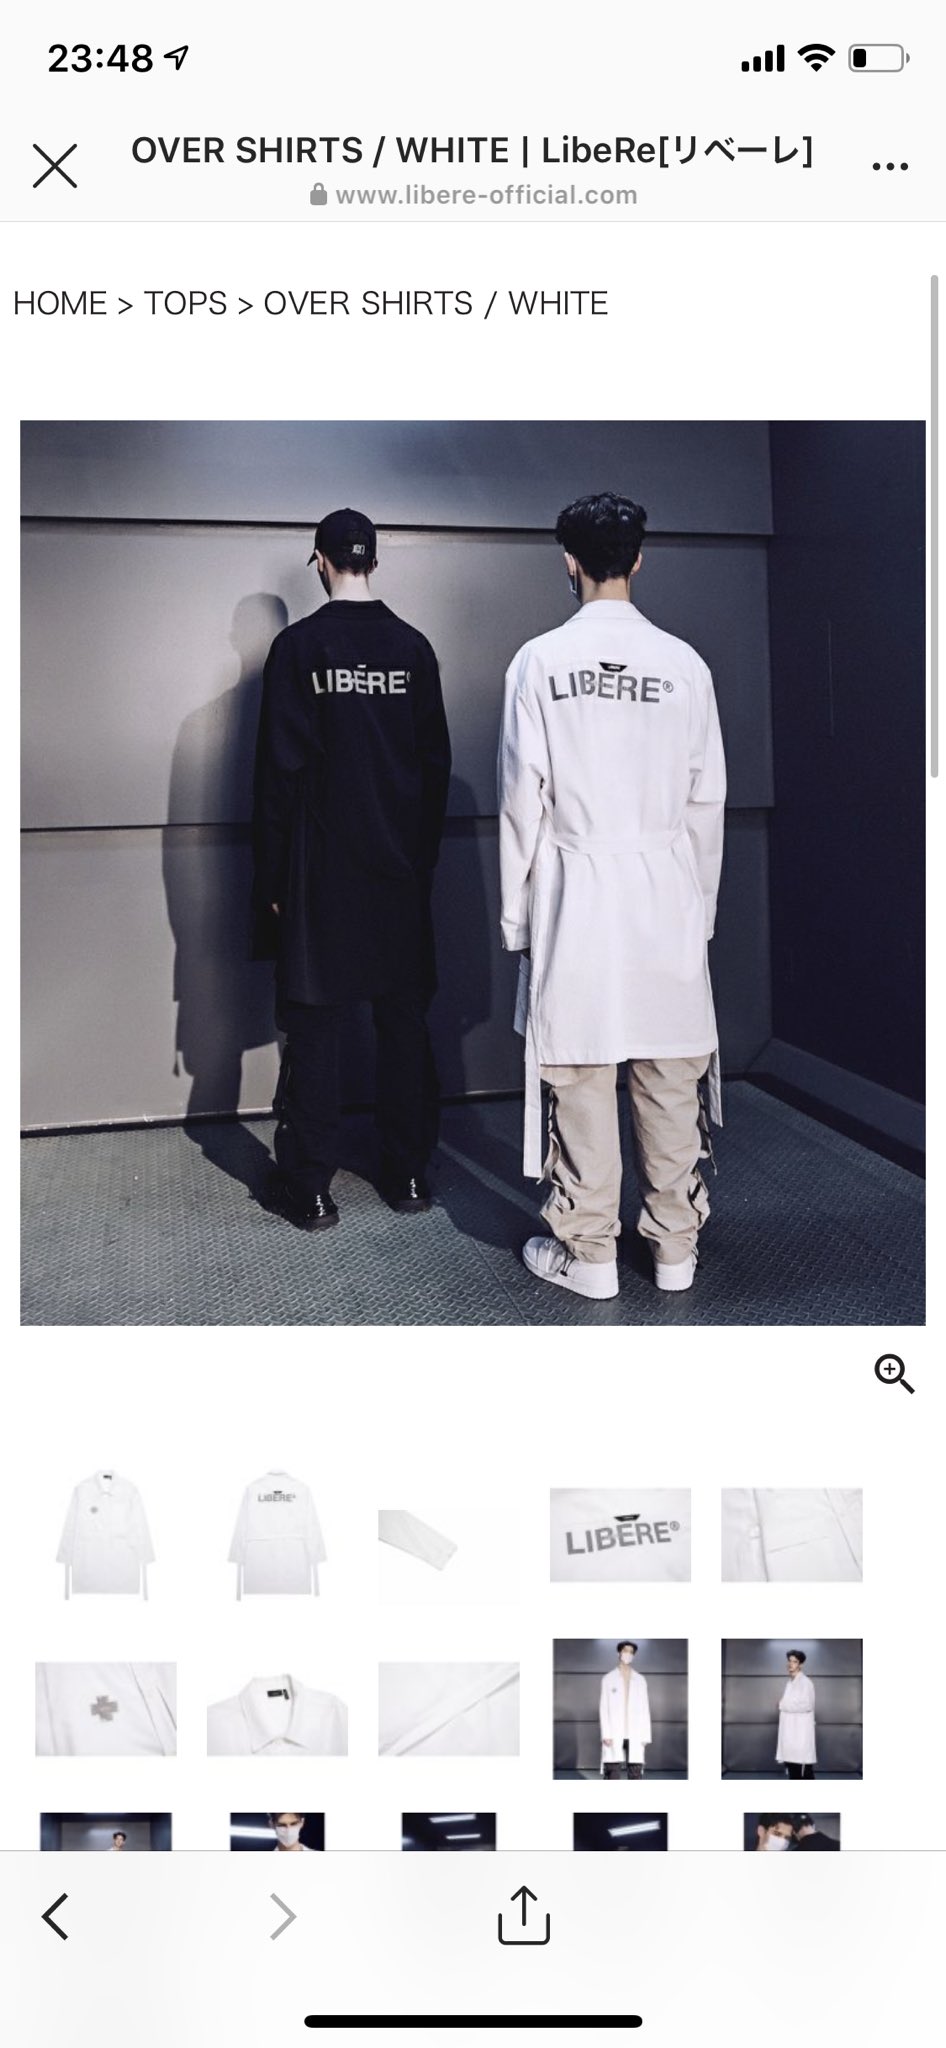 23:48
OVER SHIRTS / WHITE | LibeRe[リベーレ]
www.libere-official.com
HOME > TOPS > OVER SHIRTS / WHITE
LIBERE®
LIBERE®
LIBERE®
LIBERE®